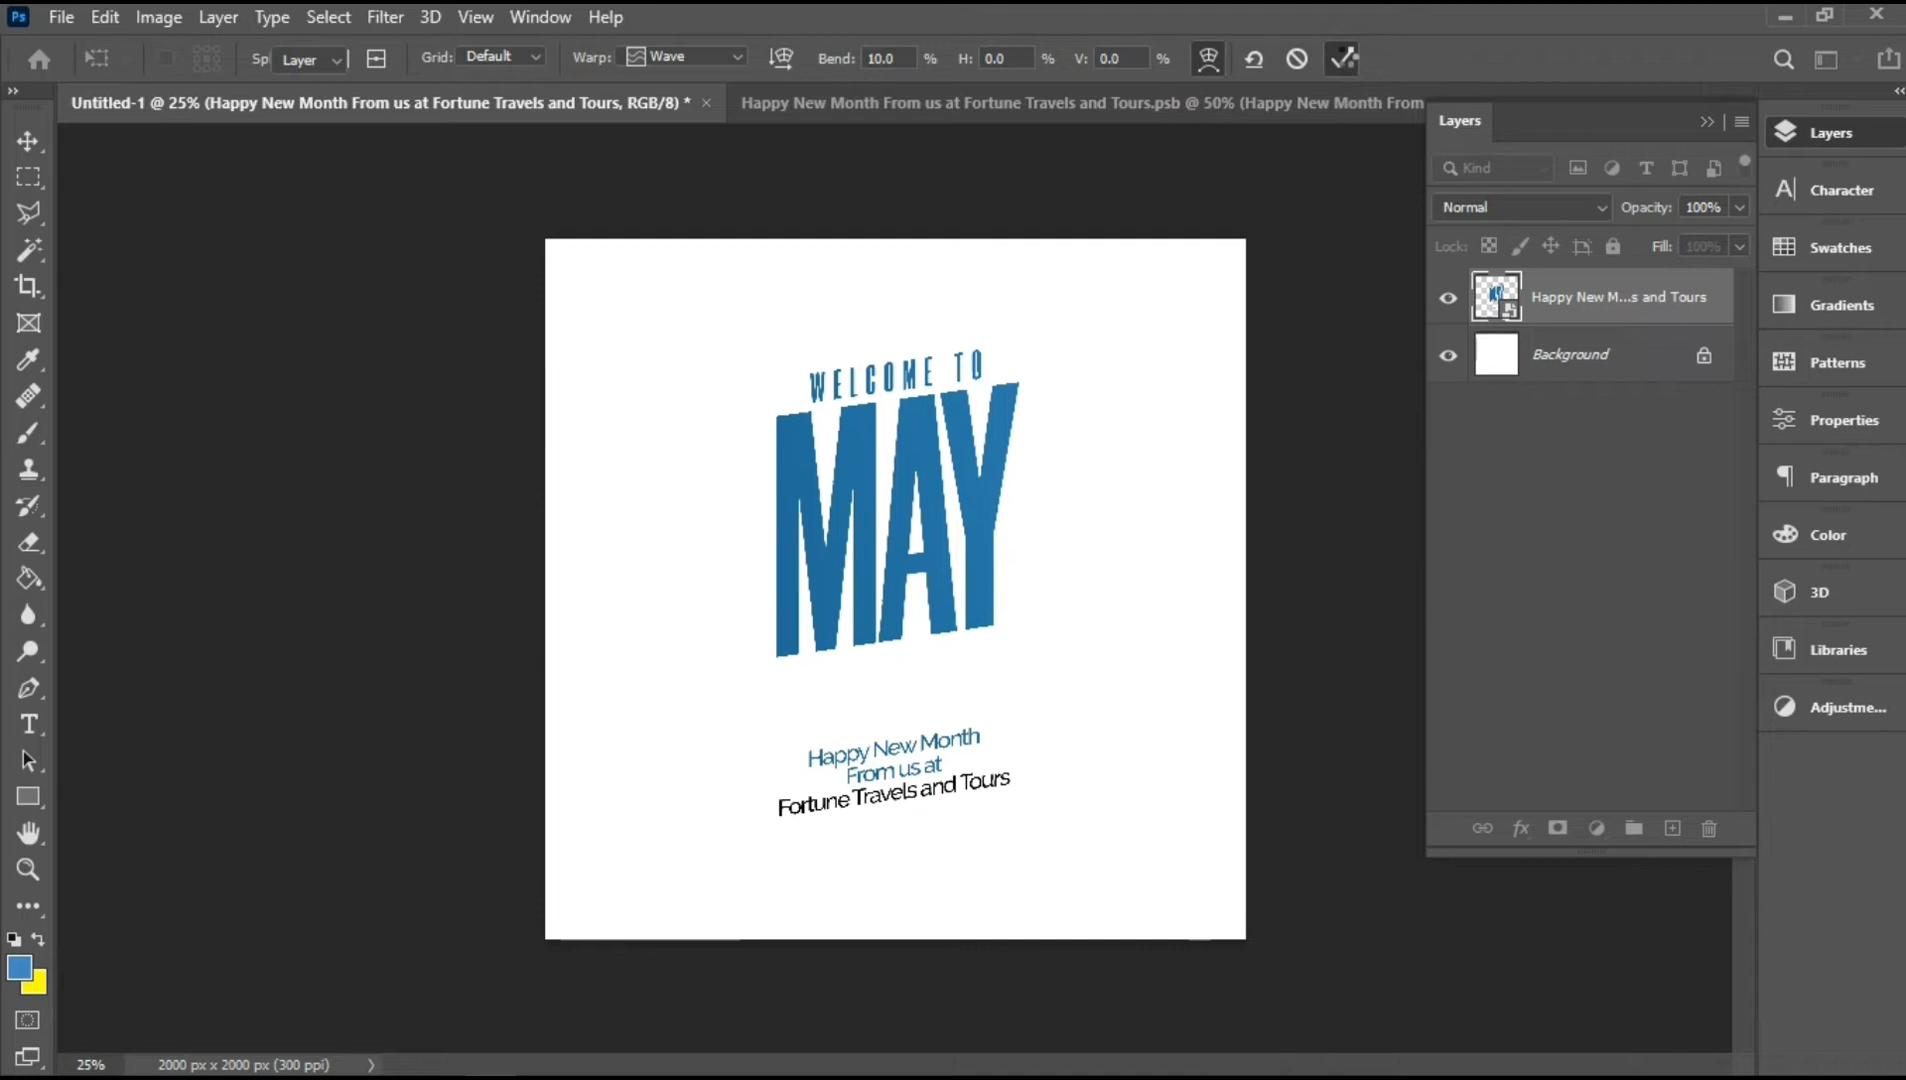 Ps File Edit Image Layer Type Select Filter 3D View Window Help
Sp Layer Grid: Default Warp: Wave Bend: 10.0 % H: 0.0 % V: 0.0 %
Untitled-1 @ 25% (Happy New Month From us at Fortune Travels and Tours, RGB/8) * × Happy New Month From us at Fortune Travels and Tours.psb @ 50% (Happy New Month From
Layers
Kind
Normal Opacity: 100%
Lock: Fill: 100%
Happy New M...s and Tours
Background
Layers
Character
Swatches
Gradients
Patterns
Properties
Paragraph
Color
3D
Libraries
Adjustme...
WELCOME TO
MAY
Happy New Month
From us at
Fortune Travels and Tours
25% 2000 px x 2000 px (300 ppi)